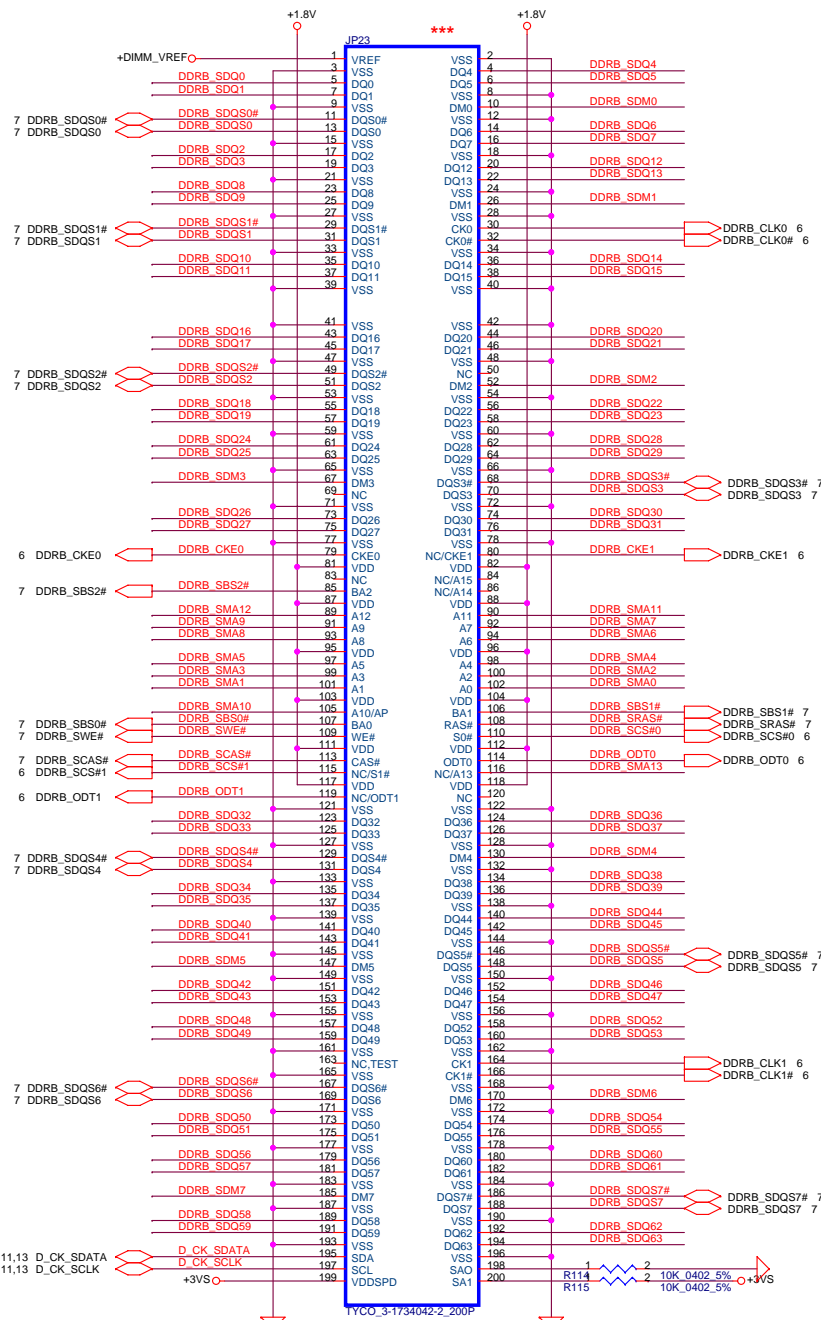 +1.8V +1.8V
JP23 ***
+DIMM_VREF 1 VREF VSS 2
3 VSS DQ4 4 DDRB_SDQ4
DDRB_SDQ0 5 DQ0 DQ5 6 DDRB_SDQ5
DDRB_SDQ1 7 DQ1 VSS 8
9 VSS DM0 10 DDRB_SDM0
7 DDRB_SDQS0# DDRB_SDQS0# 11 DQS0# VSS 12
7 DDRB_SDQS0 DDRB_SDQS0 13 DQS0 DQ6 14 DDRB_SDQ6
15 VSS DQ7 16 DDRB_SDQ7
DDRB_SDQ2 17 DQ2 VSS 18
DDRB_SDQ3 19 DQ3 DQ12 20 DDRB_SDQ12
21 VSS DQ13 22 DDRB_SDQ13
DDRB_SDQ8 23 DQ8 VSS 24
DDRB_SDQ9 25 DQ9 DM1 26 DDRB_SDM1
27 VSS VSS 28
7 DDRB_SDQS1# DDRB_SDQS1# 29 DQS1# CK0 30 DDRB_CLK0 6
7 DDRB_SDQS1 DDRB_SDQS1 31 DQS1 CK0# 32 DDRB_CLK0# 6
33 VSS VSS 34
DDRB_SDQ10 35 DQ10 DQ14 36 DDRB_SDQ14
DDRB_SDQ11 37 DQ11 DQ15 38 DDRB_SDQ15
39 VSS VSS 40
41 VSS VSS 42
DDRB_SDQ16 43 DQ16 DQ20 44 DDRB_SDQ20
DDRB_SDQ17 45 DQ17 DQ21 46 DDRB_SDQ21
47 VSS VSS 48
7 DDRB_SDQS2# DDRB_SDQS2# 49 DQS2# NC 50
7 DDRB_SDQS2 DDRB_SDQS2 51 DQS2 DM2 52 DDRB_SDM2
53 VSS VSS 54
DDRB_SDQ18 55 DQ18 DQ22 56 DDRB_SDQ22
DDRB_SDQ19 57 DQ19 DQ23 58 DDRB_SDQ23
59 VSS VSS 60
DDRB_SDQ24 61 DQ24 DQ28 62 DDRB_SDQ28
DDRB_SDQ25 63 DQ25 DQ29 64 DDRB_SDQ29
65 VSS VSS 66
DDRB_SDM3 67 DM3 DQS3# 68 DDRB_SDQS3# DDRB_SDQS3# 7
69 NC DQS3 70 DDRB_SDQS3 DDRB_SDQS3 7
71 VSS VSS 72
DDRB_SDQ26 73 DQ26 DQ30 74 DDRB_SDQ30
DDRB_SDQ27 75 DQ27 DQ31 76 DDRB_SDQ31
77 VSS VSS 78
6 DDRB_CKE0 DDRB_CKE0 79 CKE0 NC/CKE1 80 DDRB_CKE1 DDRB_CKE1 6
81 VDD VDD 82
83 NC NC/A15 84
7 DDRB_SBS2# DDRB_SBS2# 85 BA2 NC/A14 86
87 VDD VDD 88
DDRB_SMA12 89 A12 A11 90 DDRB_SMA11
DDRB_SMA9 91 A9 A7 92 DDRB_SMA7
DDRB_SMA8 93 A8 A6 94 DDRB_SMA6
95 VDD VDD 96
DDRB_SMA5 97 A5 A4 98 DDRB_SMA4
DDRB_SMA3 99 A3 A2 100 DDRB_SMA2
DDRB_SMA1 101 A1 A0 102 DDRB_SMA0
103 VDD VDD 104
DDRB_SMA10 105 A10/AP BA1 106 DDRB_SBS1# DDRB_SBS1# 7
7 DDRB_SBS0# DDRB_SBS0# 107 BA0 RAS# 108 DDRB_SRAS# DDRB_SRAS# 7
7 DDRB_SWE# DDRB_SWE# 109 WE# S0# 110 DDRB_SCS#0 DDRB_SCS#0 6
111 VDD VDD 112
7 DDRB_SCAS# DDRB_SCAS# 113 CAS# ODT0 114 DDRB_ODT0 DDRB_ODT0 6
6 DDRB_SCS#1 DDRB_SCS#1 115 NC/S1# NC/A13 116 DDRB_SMA13
117 VDD VDD 118
6 DDRB_ODT1 DDRB_ODT1 119 NC/ODT1 NC 120
121 VSS VSS 122
DDRB_SDQ32 123 DQ32 DQ36 124 DDRB_SDQ36
DDRB_SDQ33 125 DQ33 DQ37 126 DDRB_SDQ37
127 VSS VSS 128
7 DDRB_SDQS4# DDRB_SDQS4# 129 DQS4# DM4 130 DDRB_SDM4
7 DDRB_SDQS4 DDRB_SDQS4 131 DQS4 VSS 132
133 VSS DQ38 134 DDRB_SDQ38
DDRB_SDQ34 135 DQ34 DQ39 136 DDRB_SDQ39
DDRB_SDQ35 137 DQ35 VSS 138
139 VSS DQ44 140 DDRB_SDQ44
DDRB_SDQ40 141 DQ40 DQ45 142 DDRB_SDQ45
DDRB_SDQ41 143 DQ41 VSS 144
145 VSS DQS5# 146 DDRB_SDQS5# DDRB_SDQS5# 7
DDRB_SDM5 147 DM5 DQS5 148 DDRB_SDQS5 DDRB_SDQS5 7
149 VSS VSS 150
DDRB_SDQ42 151 DQ42 DQ46 152 DDRB_SDQ46
DDRB_SDQ43 153 DQ43 DQ47 154 DDRB_SDQ47
155 VSS VSS 156
DDRB_SDQ48 157 DQ48 DQ52 158 DDRB_SDQ52
DDRB_SDQ49 159 DQ49 DQ53 160 DDRB_SDQ53
161 VSS VSS 162
163 NC,TEST CK1 164 DDRB_CLK1 6
165 VSS CK1# 166 DDRB_CLK1# 6
7 DDRB_SDQS6# DDRB_SDQS6# 167 DQS6# VSS 168
7 DDRB_SDQS6 DDRB_SDQS6 169 DQS6 DM6 170 DDRB_SDM6
171 VSS VSS 172
DDRB_SDQ50 173 DQ50 DQ54 174 DDRB_SDQ54
DDRB_SDQ51 175 DQ51 DQ55 176 DDRB_SDQ55
177 VSS VSS 178
DDRB_SDQ56 179 DQ56 DQ60 180 DDRB_SDQ60
DDRB_SDQ57 181 DQ57 DQ61 182 DDRB_SDQ61
183 VSS VSS 184
DDRB_SDM7 185 DM7 DQS7# 186 DDRB_SDQS7# DDRB_SDQS7# 7
187 VSS DQS7 188 DDRB_SDQS7 DDRB_SDQS7 7
DDRB_SDQ58 189 DQ58 VSS 190
DDRB_SDQ59 191 DQ59 DQ62 192 DDRB_SDQ62
193 VSS DQ63 194 DDRB_SDQ63
11,13 D_CK_SDATA D_CK_SDATA 195 SDA VSS 196
11,13 D_CK_SCLK D_CK_SCLK 197 SCL SAO 198 R114 1 2 10K_0402_5%
+3VS 199 VDDSPD SA1 200 R115 1 2 10K_0402_5% +3VS
TYCO_3-1734042-2_200P